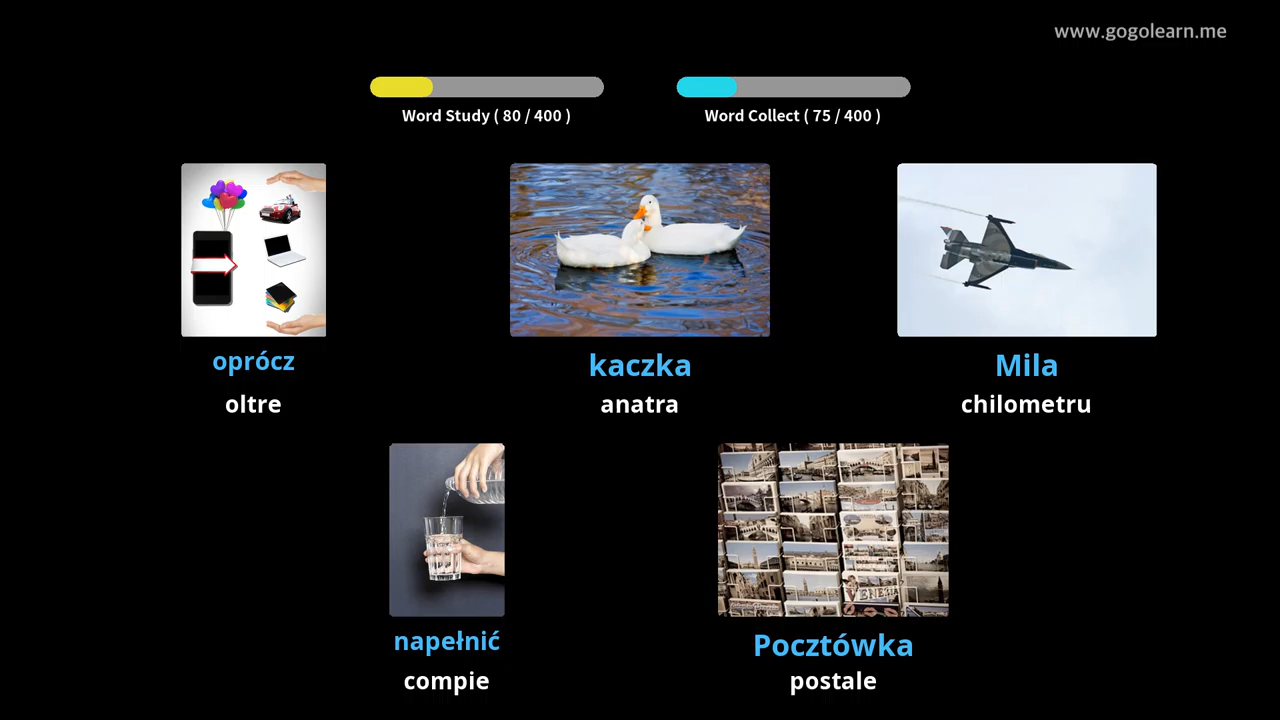 www.gogolearn.me
Word Study ( 80 / 400 )
Word Collect ( 75 / 400 )
oprócz
kaczka
Mila
oltre
anatra
chilometru
napełnić
Pocztówka
compie
postale